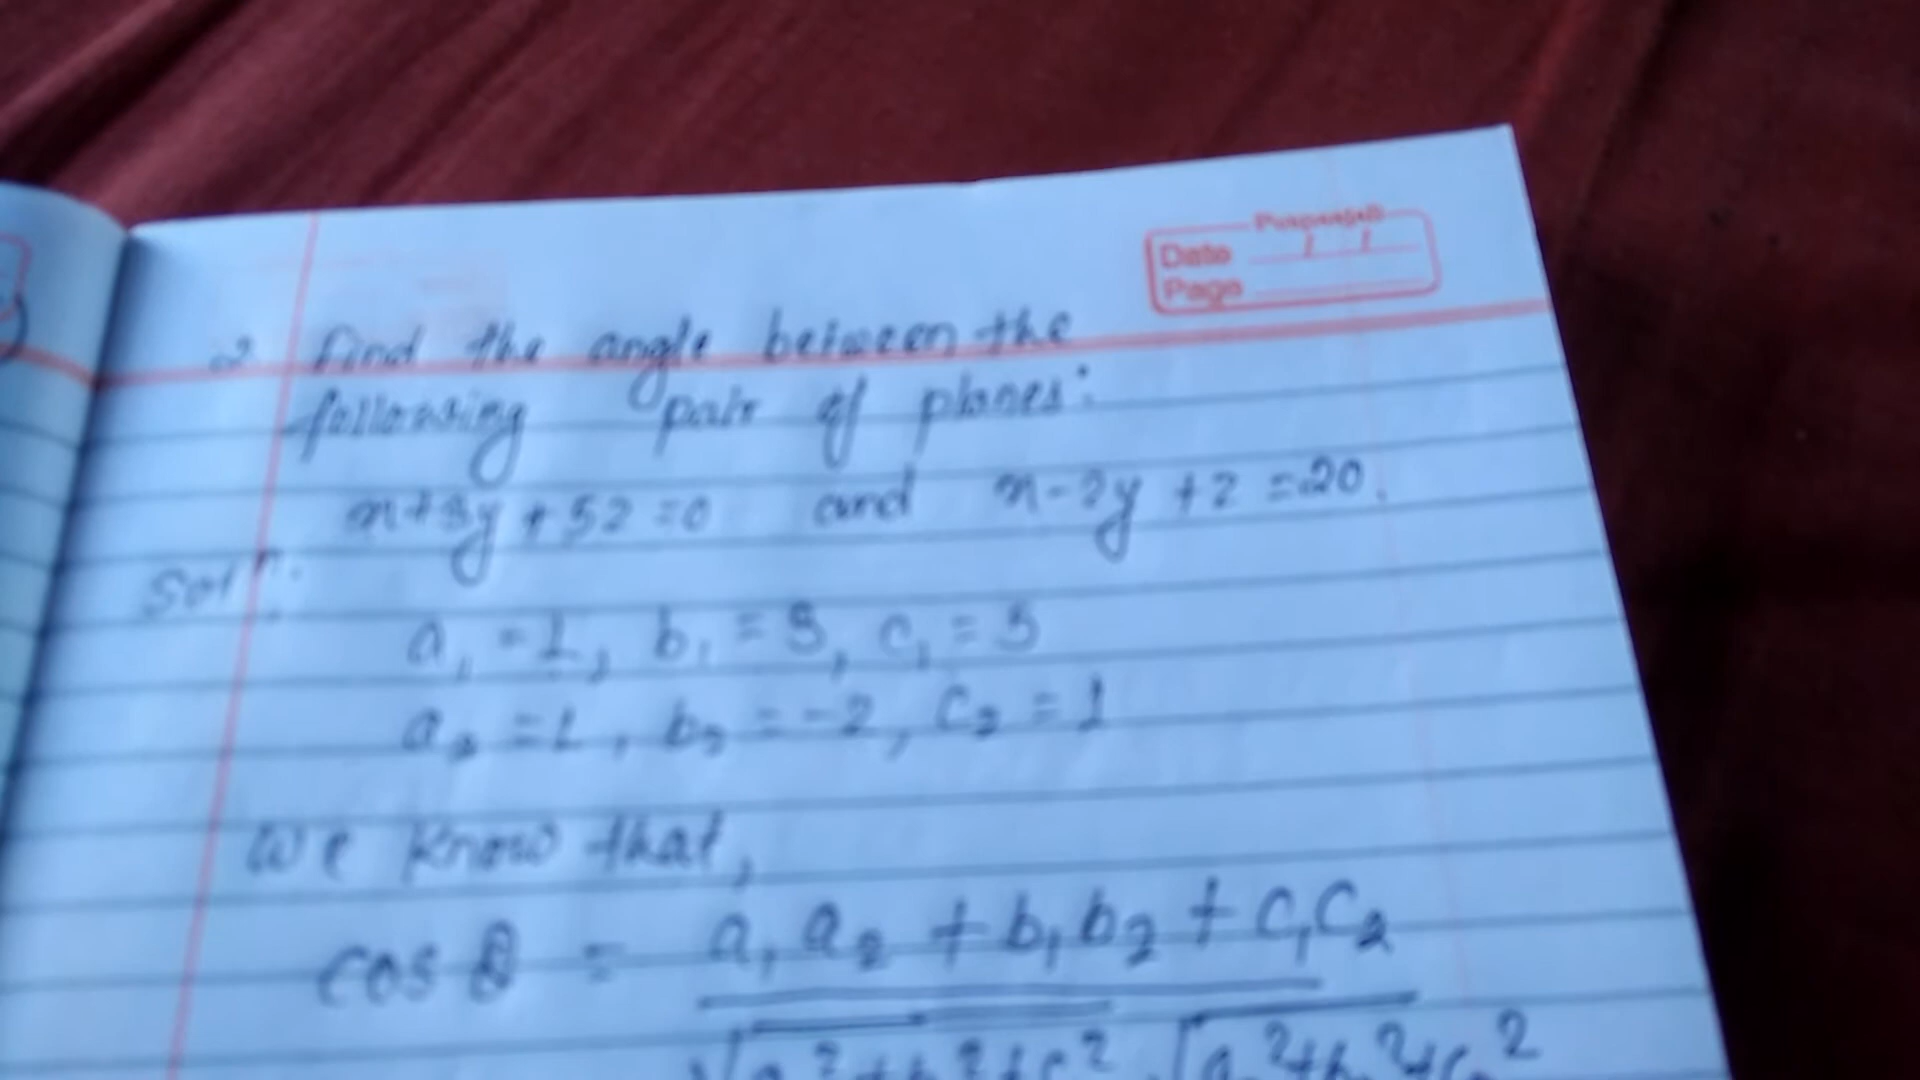 Date / /
Page
2 Find the angle between the
following pair of planes:
x+3y+5z=0 and x-2y+z=20.
Solⁿ:
a₁=1, b₁=3, c₁=5
a₂=1, b₂=-2, c₂=1
We know that,
cos θ = a₁a₂+b₁b₂+c₁c₂